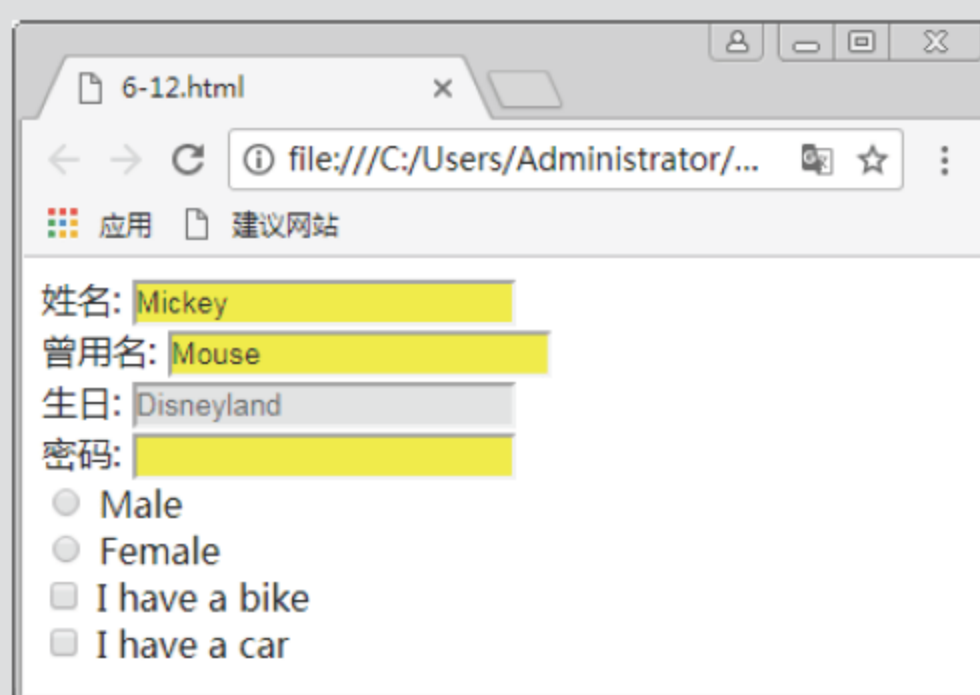 6-12.html
file:///C:/Users/Administrator/...
应用 建议网站
姓名: Mickey
曾用名: Mouse
生日: Disneyland
密码:
Male
Female
I have a bike
I have a car